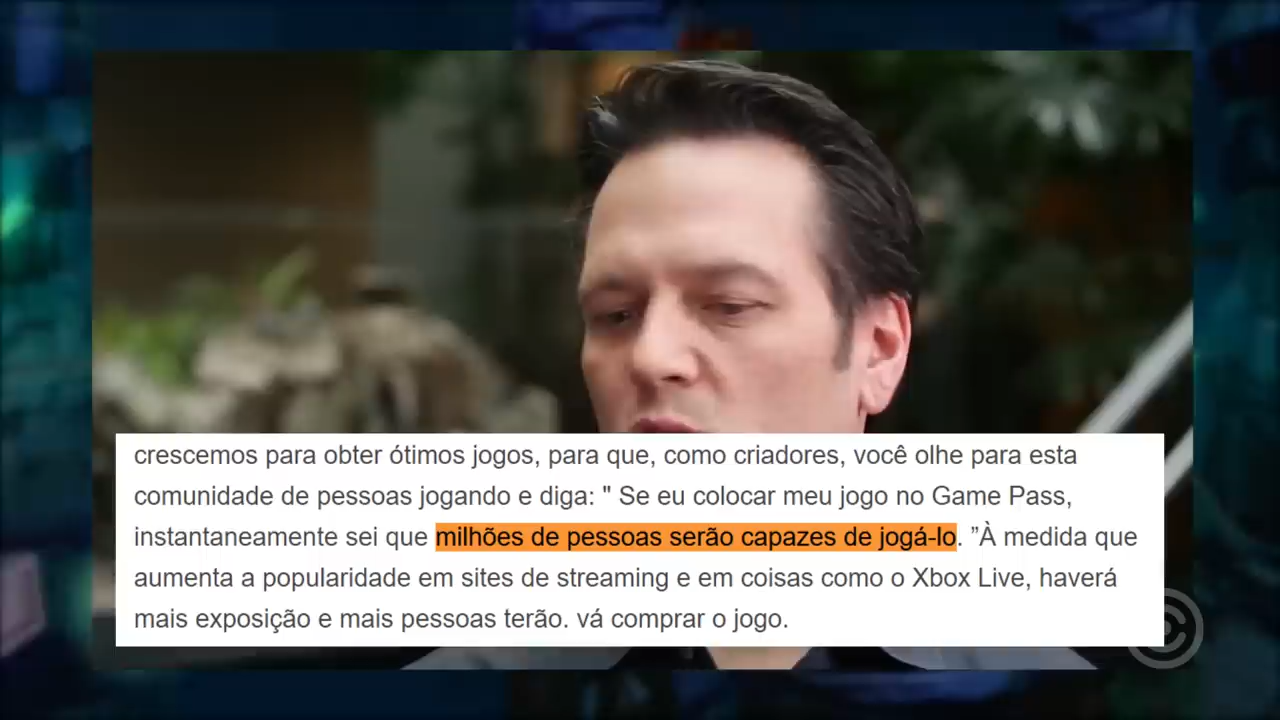 crescemos para obter ótimos jogos, para que, como criadores, você olhe para esta
comunidade de pessoas jogando e diga: " Se eu colocar meu jogo no Game Pass,
instantaneamente sei que milhões de pessoas serão capazes de jogá-lo. ”À medida que
aumenta a popularidade em sites de streaming e em coisas como o Xbox Live, haverá
mais exposição e mais pessoas terão. vá comprar o jogo.